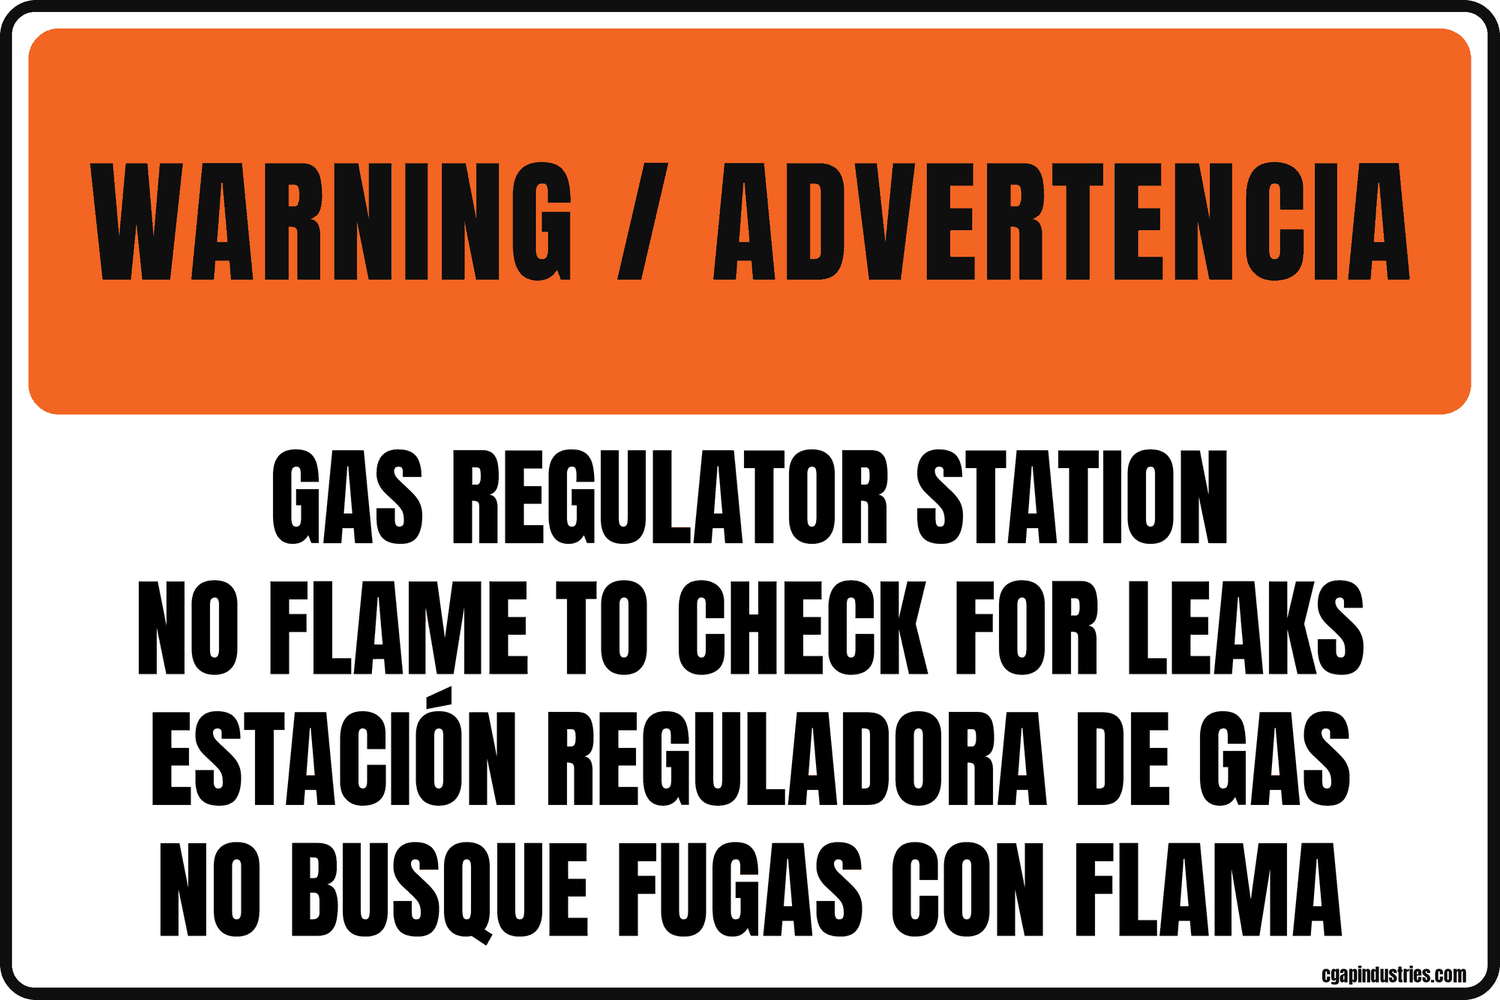 WARNING / ADVERTENCIA
GAS REGULATOR STATION
NO FLAME TO CHECK FOR LEAKS
ESTACIÓN REGULADORA DE GAS
NO BUSQUE FUGAS CON FLAMA
cgapindustries.com